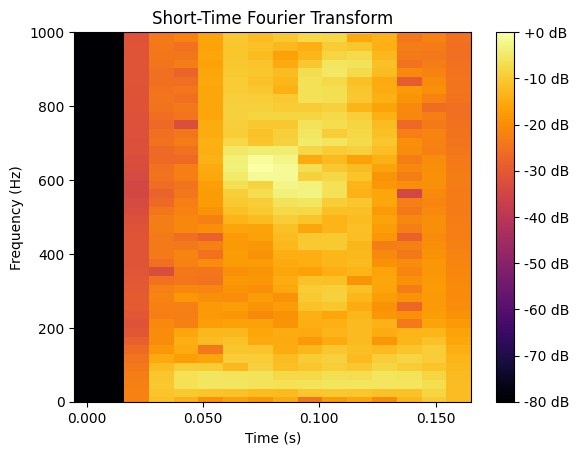 Short-Time Fourier Transform
Frequency (Hz)
1000
800
600
400
200
0
0.000
0.050
0.100
0.150
Time (s)
+0 dB
-10 dB
-20 dB
-30 dB
-40 dB
-50 dB
-60 dB
-70 dB
-80 dB